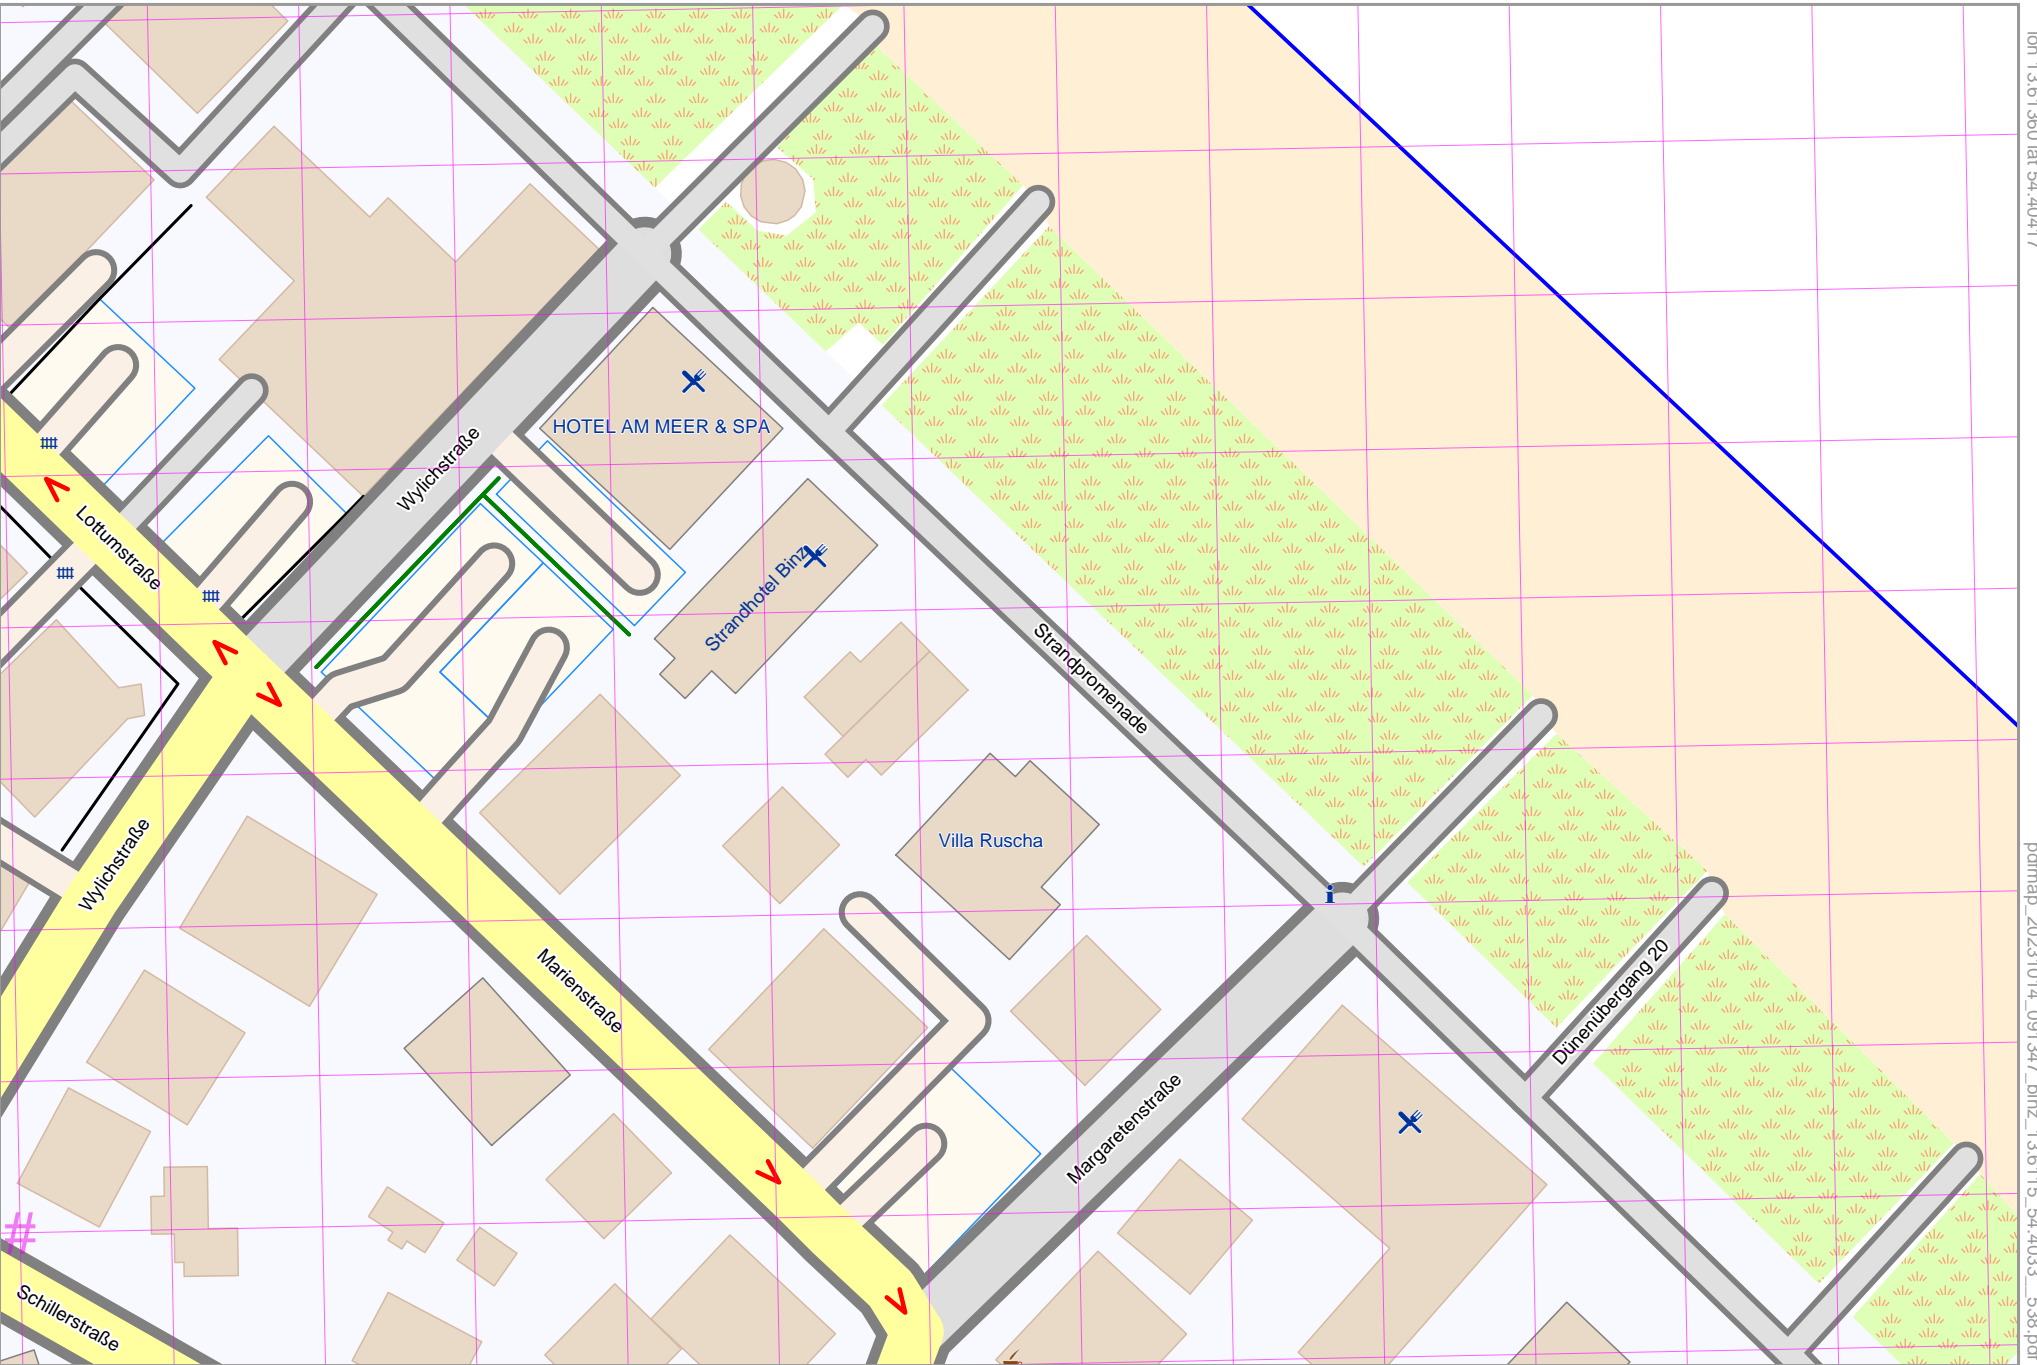 HOTEL AM MEER & SPA
Wylichstraße
Lottumstraße
Strandhotel Binz
Strandpromenade
Villa Ruscha
Wylichstraße
i
Marienstraße
Dünenübergang 20
Margaretenstraße
#
Schillerstraße